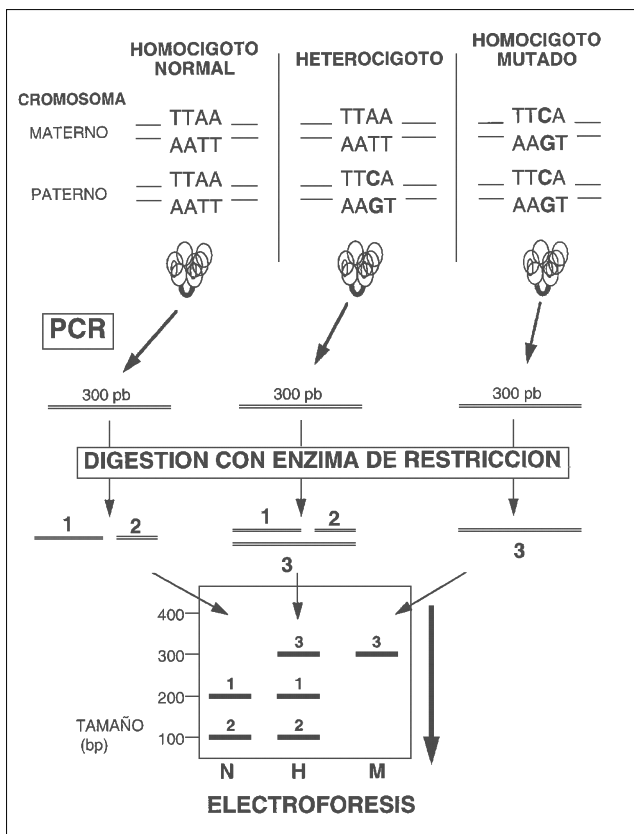 HOMOCIGOTO NORMAL
HETEROCIGOTO
HOMOCIGOTO MUTADO
CROMOSOMA
MATERNO
TTAA
AATT
TTAA
AATT
TTCA
AAGT
PATERNO
TTAA
AATT
TTCA
AAGT
TTCA
AAGT
PCR
300 pb
300 pb
300 pb
DIGESTION CON ENZIMA DE RESTRICCION
1
2
1
2
3
3
400
300
200
100
3
3
1
1
2
2
TAMAÑO
(bp)
N
H
M
ELECTROFORESIS